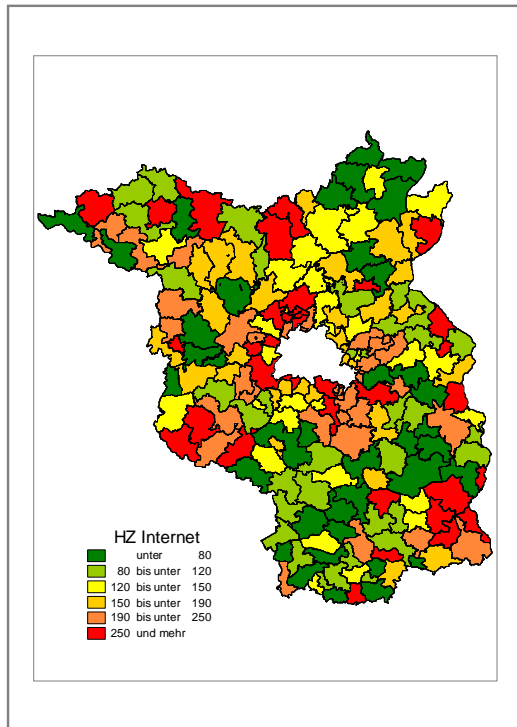 HZ Internet
unter 80
80 bis unter 120
120 bis unter 150
150 bis unter 190
190 bis unter 250
250 und mehr